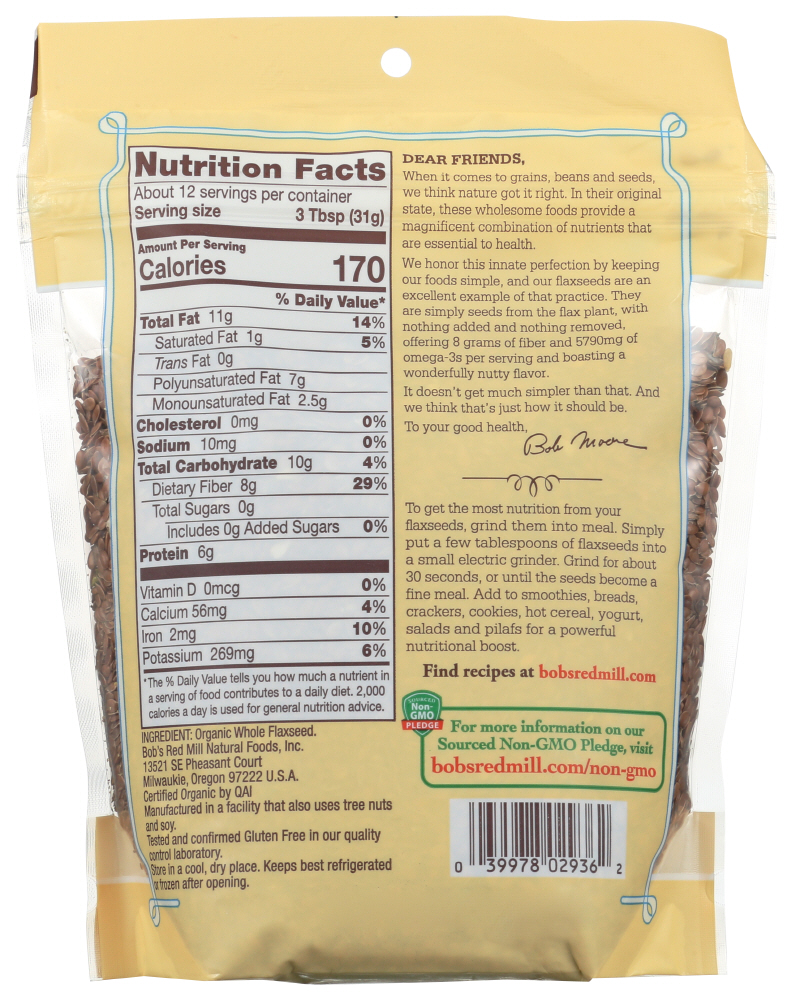 Nutrition Facts
About 12 servings per container
Serving size 3 Tbsp (31g)
Amount Per Serving
Calories 170
% Daily Value*
Total Fat 11g 14%
Saturated Fat 1g 5%
Trans Fat 0g
Polyunsaturated Fat 7g
Monounsaturated Fat 2.5g
Cholesterol 0mg 0%
Sodium 10mg 0%
Total Carbohydrate 10g 4%
Dietary Fiber 8g 29%
Total Sugars 0g
Includes 0g Added Sugars 0%
Protein 6g
Vitamin D 0mcg 0%
Calcium 56mg 4%
Iron 2mg 10%
Potassium 269mg 6%
*The % Daily Value tells you how much a nutrient in
a serving of food contributes to a daily diet. 2,000
calories a day is used for general nutrition advice.
INGREDIENT: Organic Whole Flaxseed.
Bob's Red Mill Natural Foods, Inc.
13521 SE Pheasant Court
Milwaukie, Oregon 97222 U.S.A.
Certified Organic by QAI
Manufactured in a facility that also uses tree nuts
and soy.
Tested and confirmed Gluten Free in our quality
control laboratory.
Store in a cool, dry place. Keeps best refrigerated
or frozen after opening.
DEAR FRIENDS,
When it comes to grains, beans and seeds,
we think nature got it right. In their original
state, these wholesome foods provide a
magnificent combination of nutrients that
are essential to health.
We honor this innate perfection by keeping
our foods simple, and our flaxseeds are an
excellent example of that practice. They
are simply seeds from the flax plant, with
nothing added and nothing removed,
offering 8 grams of fiber and 5790mg of
omega-3s per serving and boasting a
wonderfully nutty flavor.
It doesn't get much simpler than that. And
we think that's just how it should be.
To your good health,
Bob Moore
To get the most nutrition from your
flaxseeds, grind them into meal. Simply
put a few tablespoons of flaxseeds into
a small electric grinder. Grind for about
30 seconds, or until the seeds become a
fine meal. Add to smoothies, breads,
crackers, cookies, hot cereal, yogurt,
salads and pilafs for a powerful
nutritional boost.
Find recipes at bobsredmill.com
SOURCED
Non-
GMO
PLEDGE
For more information on our
Sourced Non-GMO Pledge, visit
bobsredmill.com/non-gmo
0 39978 02936 2